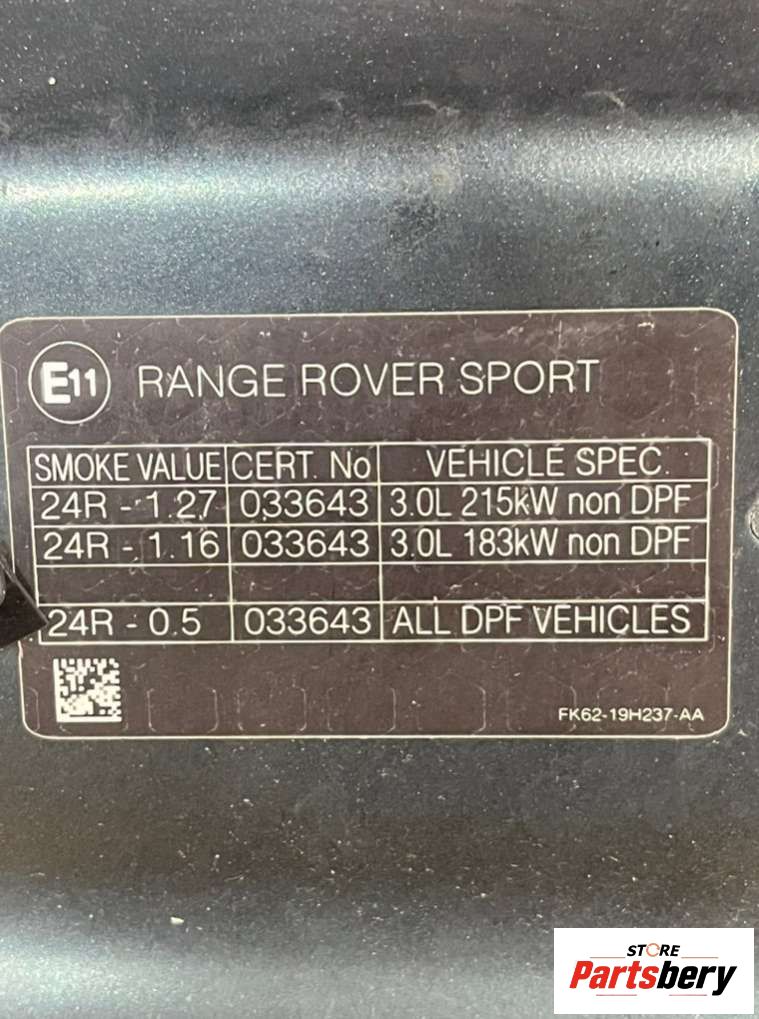 E11 RANGE ROVER SPORT
SMOKE VALUE CERT. No VEHICLE SPEC.
24R - 1.27 033643 3.0L 215kW non DPF
24R - 1.16 033643 3.0L 183kW non DPF
24R - 0.5 033643 ALL DPF VEHICLES
FK62-19H237-AA
STORE
Partsbery